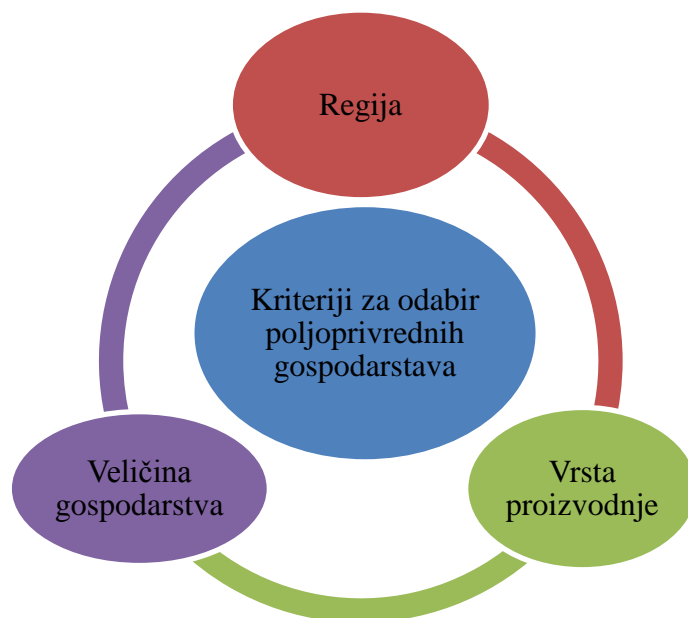 Regija
Kriteriji za odabir
poljoprivrednih
gospodarstava
Veličina
gospodarstva
Vrsta
proizvodnje